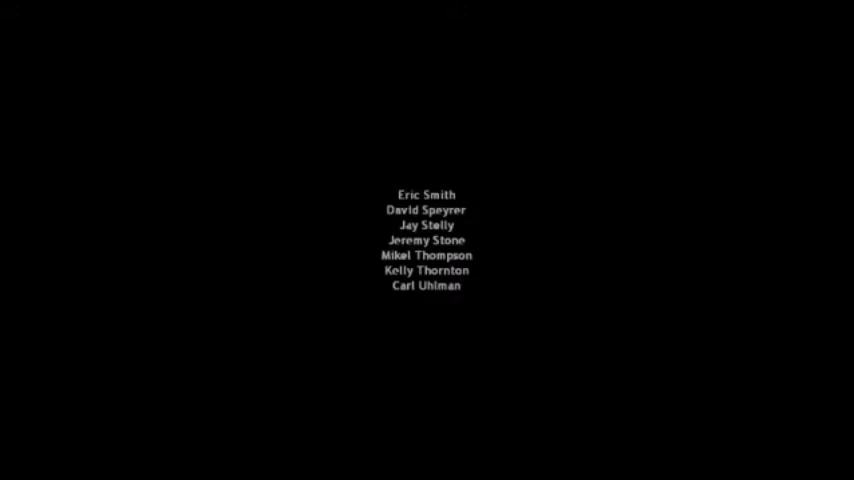 Eric Smith
David Speyrer
Jay Stelly
Jeremy Stone
Mikel Thompson
Kelly Thornton
Carl Uhlman